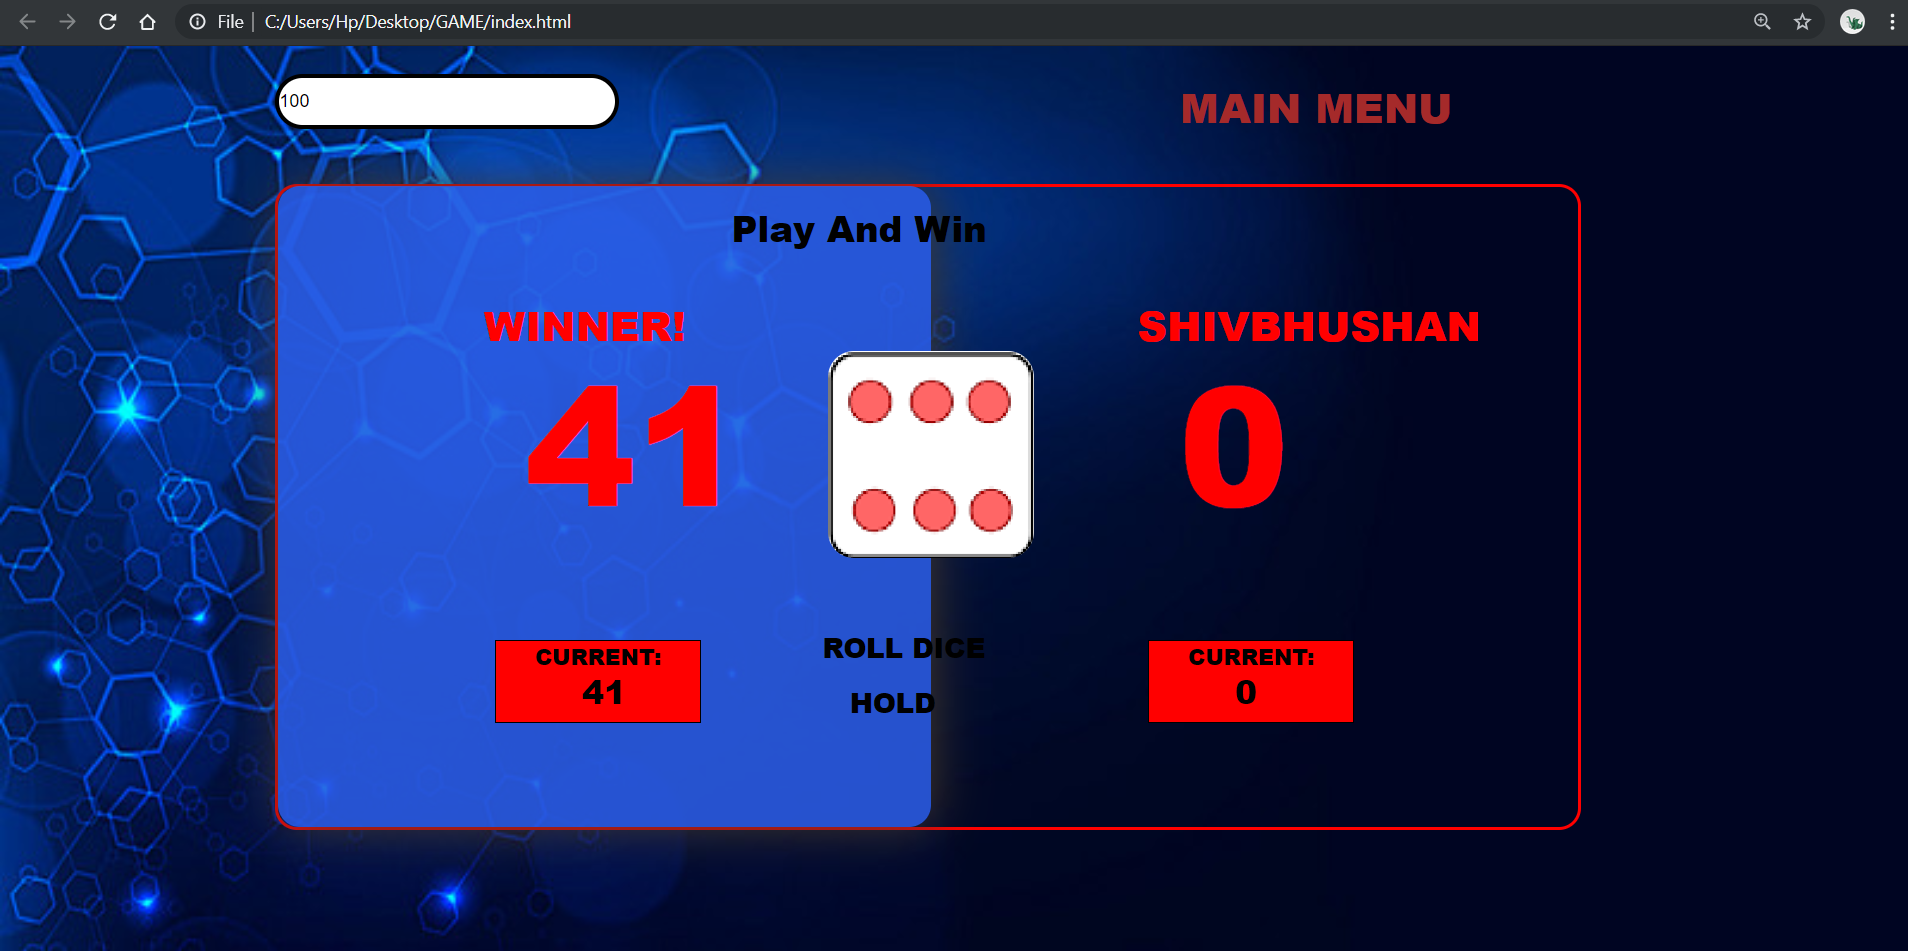 File | C:/Users/Hp/Desktop/GAME/index.html
100
MAIN MENU
Play And Win
WINNER!
SHIVBHUSHAN
41
0
ROLL DICE
CURRENT:
41
CURRENT:
0
HOLD